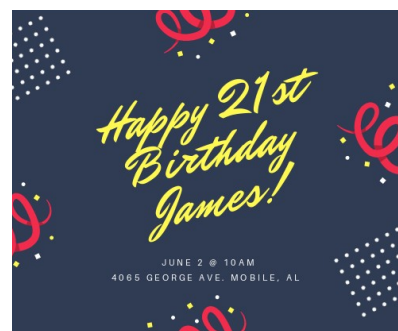 Happy 21st
Birthday
James!
JUNE 2 @ 10AM
4065 GEORGE AVE. MOBILE, AL